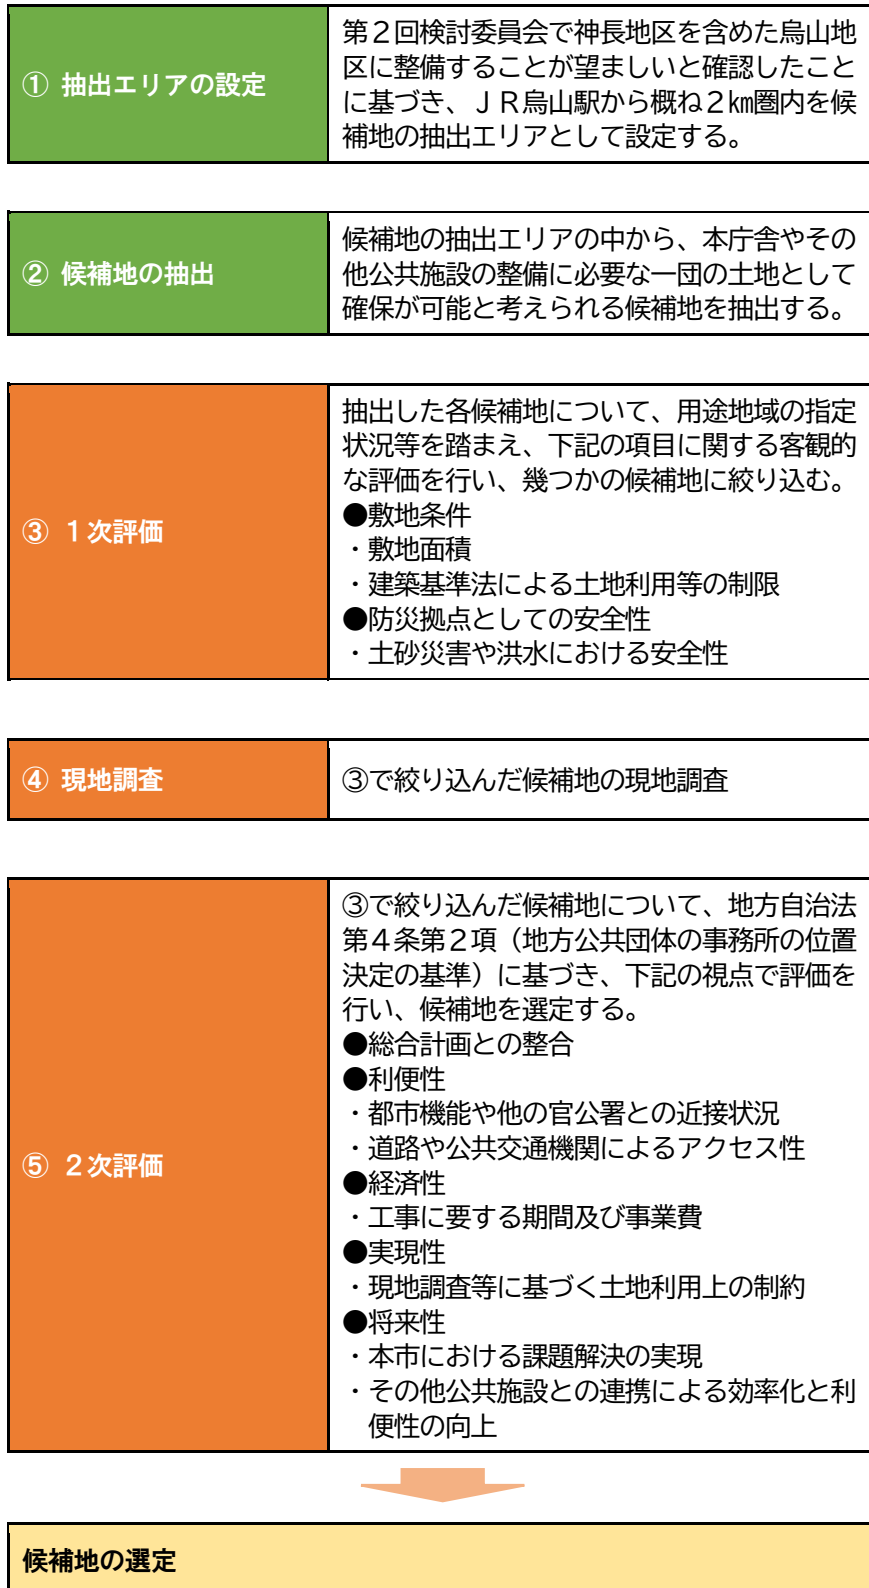 ① 抽出エリアの設定
第２回検討委員会で神長地区を含めた烏山地
区に整備することが望ましいと確認したこと
に基づき、ＪＲ烏山駅から概ね２㎞圏内を候
補地の抽出エリアとして設定する。
② 候補地の抽出
候補地の抽出エリアの中から、本庁舎やその
他公共施設の整備に必要な一団の土地として
確保が可能と考えられる候補地を抽出する。
③ １次評価
抽出した各候補地について、用途地域の指定
状況等を踏まえ、下記の項目に関する客観的
な評価を行い、幾つかの候補地に絞り込む。
●敷地条件
・敷地面積
・建築基準法による土地利用等の制限
●防災拠点としての安全性
・土砂災害や洪水における安全性
④ 現地調査
③で絞り込んだ候補地の現地調査
⑤ ２次評価
③で絞り込んだ候補地について、地方自治法
第４条第２項（地方公共団体の事務所の位置
決定の基準）に基づき、下記の視点で評価を
行い、候補地を選定する。
●総合計画との整合
●利便性
・都市機能や他の官公署との近接状況
・道路や公共交通機関によるアクセス性
●経済性
・工事に要する期間及び事業費
●実現性
・現地調査等に基づく土地利用上の制約
●将来性
・本市における課題解決の実現
・その他公共施設との連携による効率化と利
便性の向上
候補地の選定